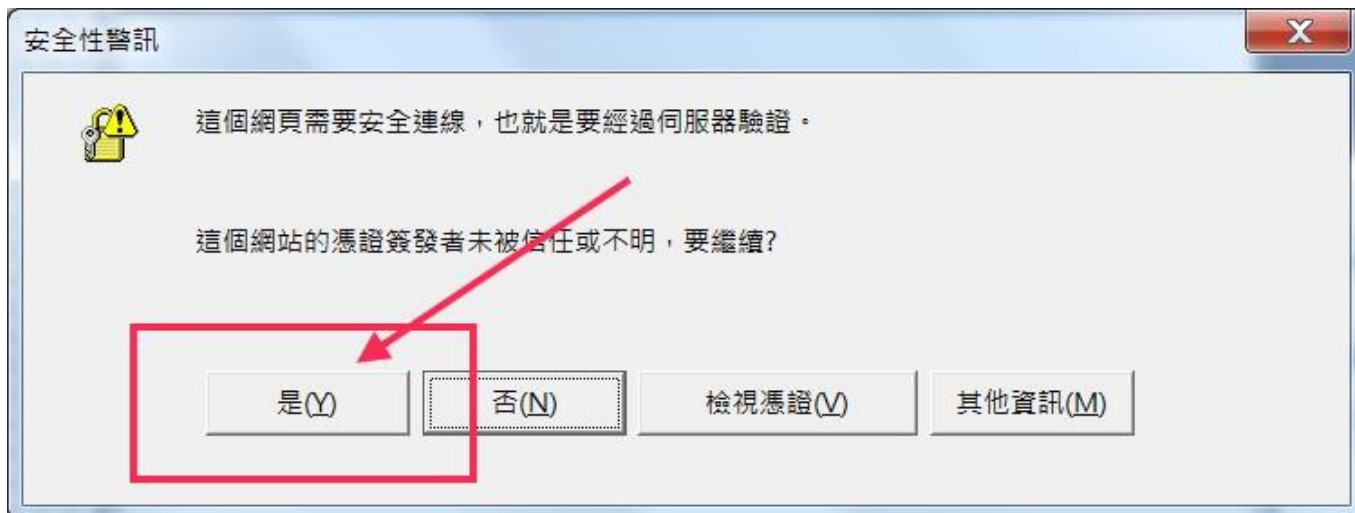 安全性警訊
這個網頁需要安全連線，也就是要經過伺服器驗證。
這個網站的憑證簽發者未被信任或不明，要繼續?
是(Y) 否(N) 檢視憑證(V) 其他資訊(M)